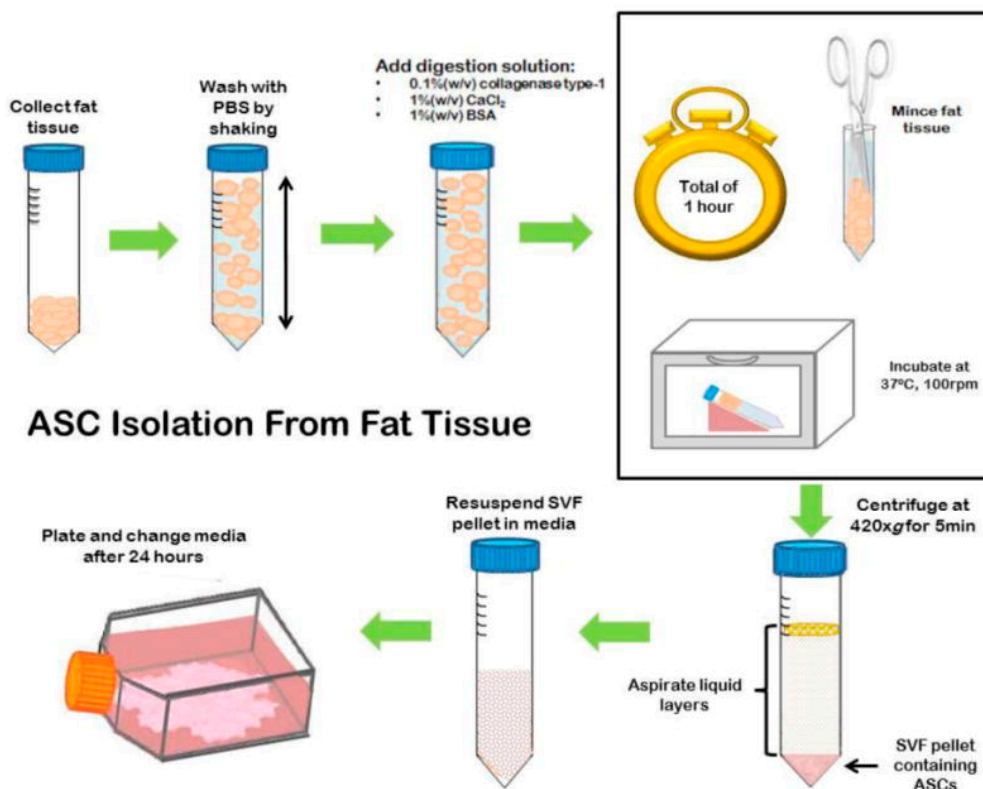 Collect fat
tissue
Wash with
PBS by
shaking
Add digestion solution:
• 0.1%(w/v) collagenase type-1
• 1%(w/v) CaCl₂
• 1%(w/v) BSA
Total of
1 hour
Mince fat
tissue
Incubate at
37ºC, 100rpm
ASC Isolation From Fat Tissue
Centrifuge at
420xg for 5min
Aspirate liquid
layers
SVF pellet
containing
ASCs
Resuspend SVF
pellet in media
Plate and change media
after 24 hours